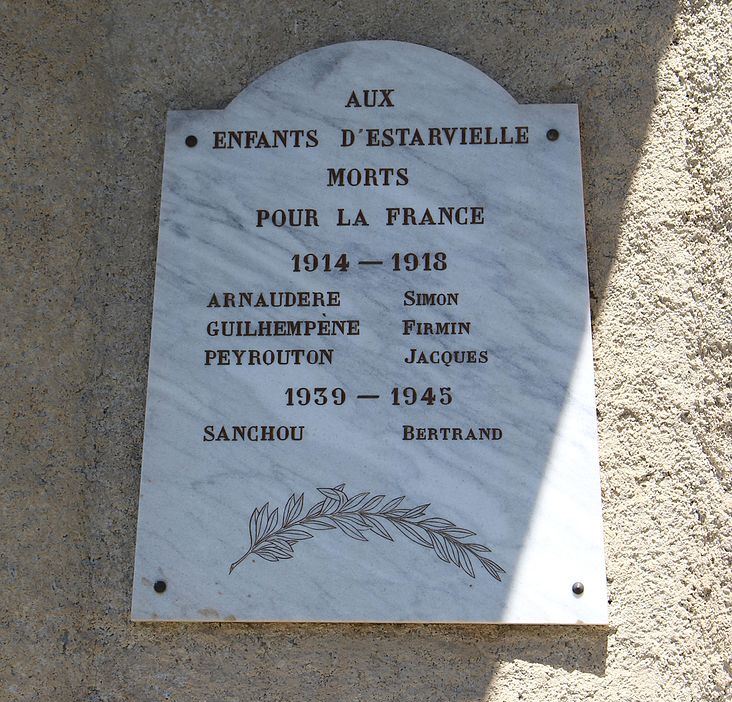 AUX
ENFANTS D'ESTARVIELLE
MORTS
POUR LA FRANCE
1914 — 1918
ARNAUDERE SIMON
GUILHEMPÈNE FIRMIN
PEYROUTON JACQUES
1939 — 1945
SANCHOU BERTRAND